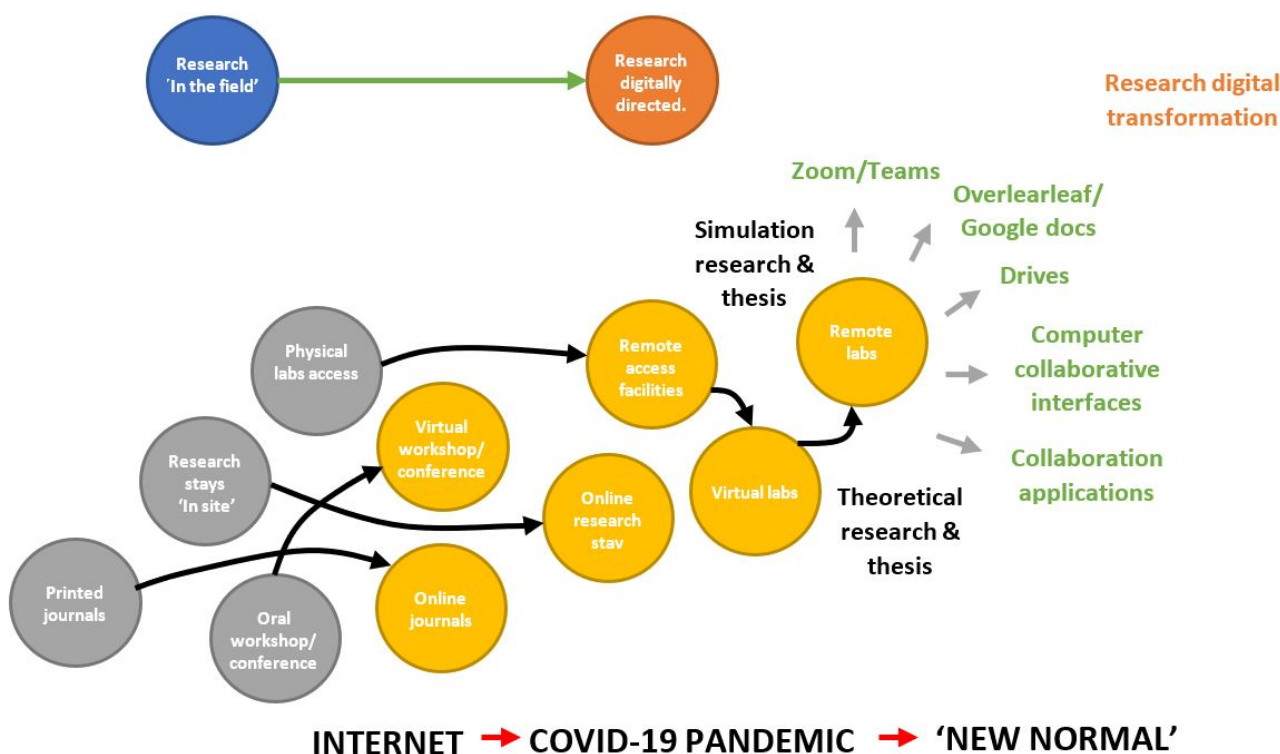 Research
'In the field'
Research
digitally
directed.
Research digital
transformation
Zoom/Teams
Overlearleaf/
Google docs
Simulation
research &
thesis
Drives
Remote
labs
Physical
labs access
Remote
access
facilities
Computer
collaborative
interfaces
Virtual
workshop/
conference
Research
stays
'In site'
Collaboration
applications
Virtual labs
Online
research
stav
Theoretical
research &
thesis
Printed
journals
Online
journals
Oral
workshop/
conference
INTERNET COVID-19 PANDEMIC 'NEW NORMAL'